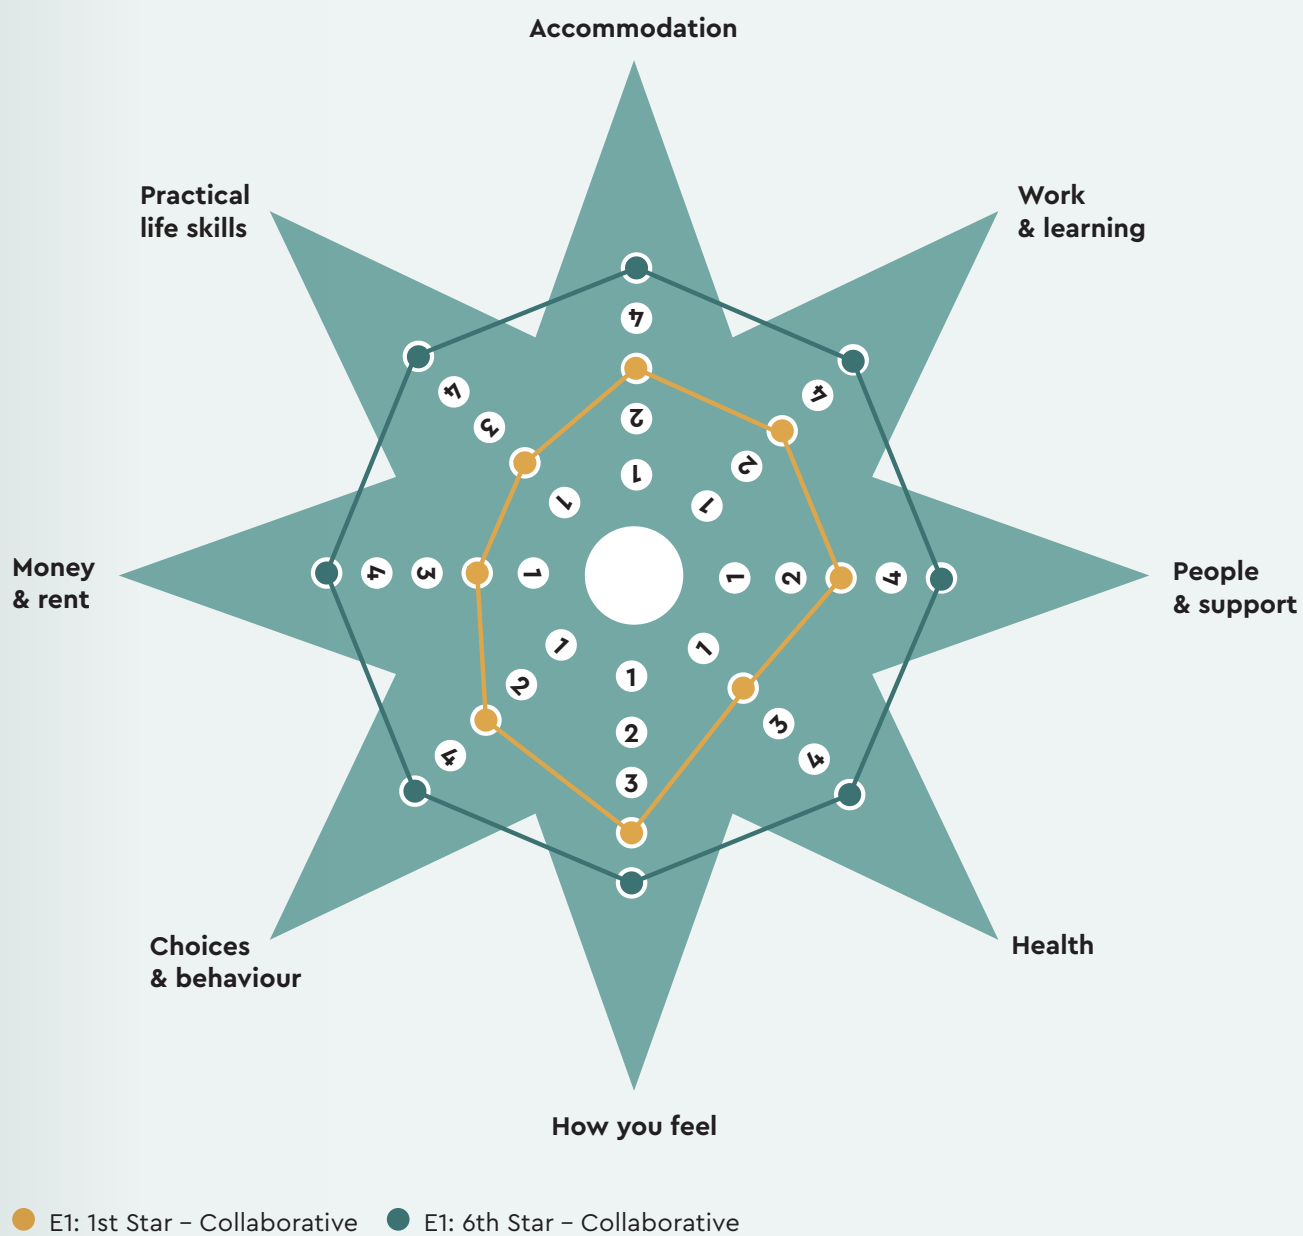 Accommodation
Practical
life skills
Work
& learning
4
4
4
3
2
2
1
1
1
Money
& rent
4
3
1
1
2
4
People
& support
1
1
1
2
2
3
3
4
4
Choices
& behaviour
Health
How you feel
E1: 1st Star – Collaborative
E1: 6th Star – Collaborative